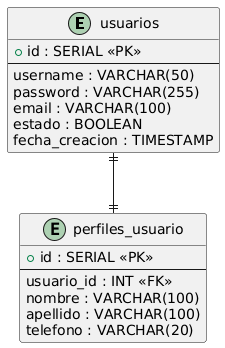 E usuarios
id : SERIAL «PK»
username : VARCHAR(50)
password : VARCHAR(255)
email : VARCHAR(100)
estado : BOOLEAN
fecha_creacion : TIMESTAMP
E perfiles_usuario
id : SERIAL «PK»
usuario_id : INT «FK»
nombre : VARCHAR(100)
apellido : VARCHAR(100)
telefono : VARCHAR(20)